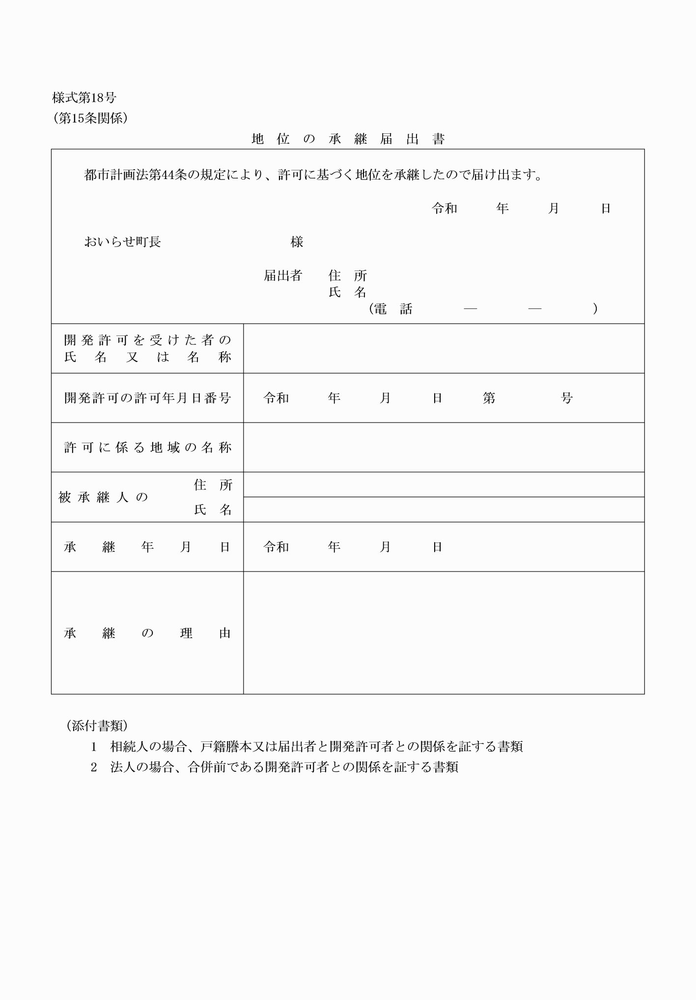 様式第18号
（第15条関係）
地位の承継届出書
都市計画法第44条の規定により、許可に基づく地位を承継したので届け出ます。
令和　　　年　　　月　　　日
おいらせ町長　　　　　　　　　　様
届出者　　住　所
氏　名
（電　話　　　　―　　　　―　　　　）
開発許可を受けた者の
氏名又は名称
開発許可の許可年月日番号　令和　　　年　　　月　　　日　　　第　　　　　号
許可に係る地域の名称
被承継人の　住　所
氏　名
承継年月日　令和　　　年　　　月　　　日
承継の理由
（添付書類）
1　相続人の場合、戸籍謄本又は届出者と開発許可者との関係を証する書類
2　法人の場合、合併前である開発許可者との関係を証する書類